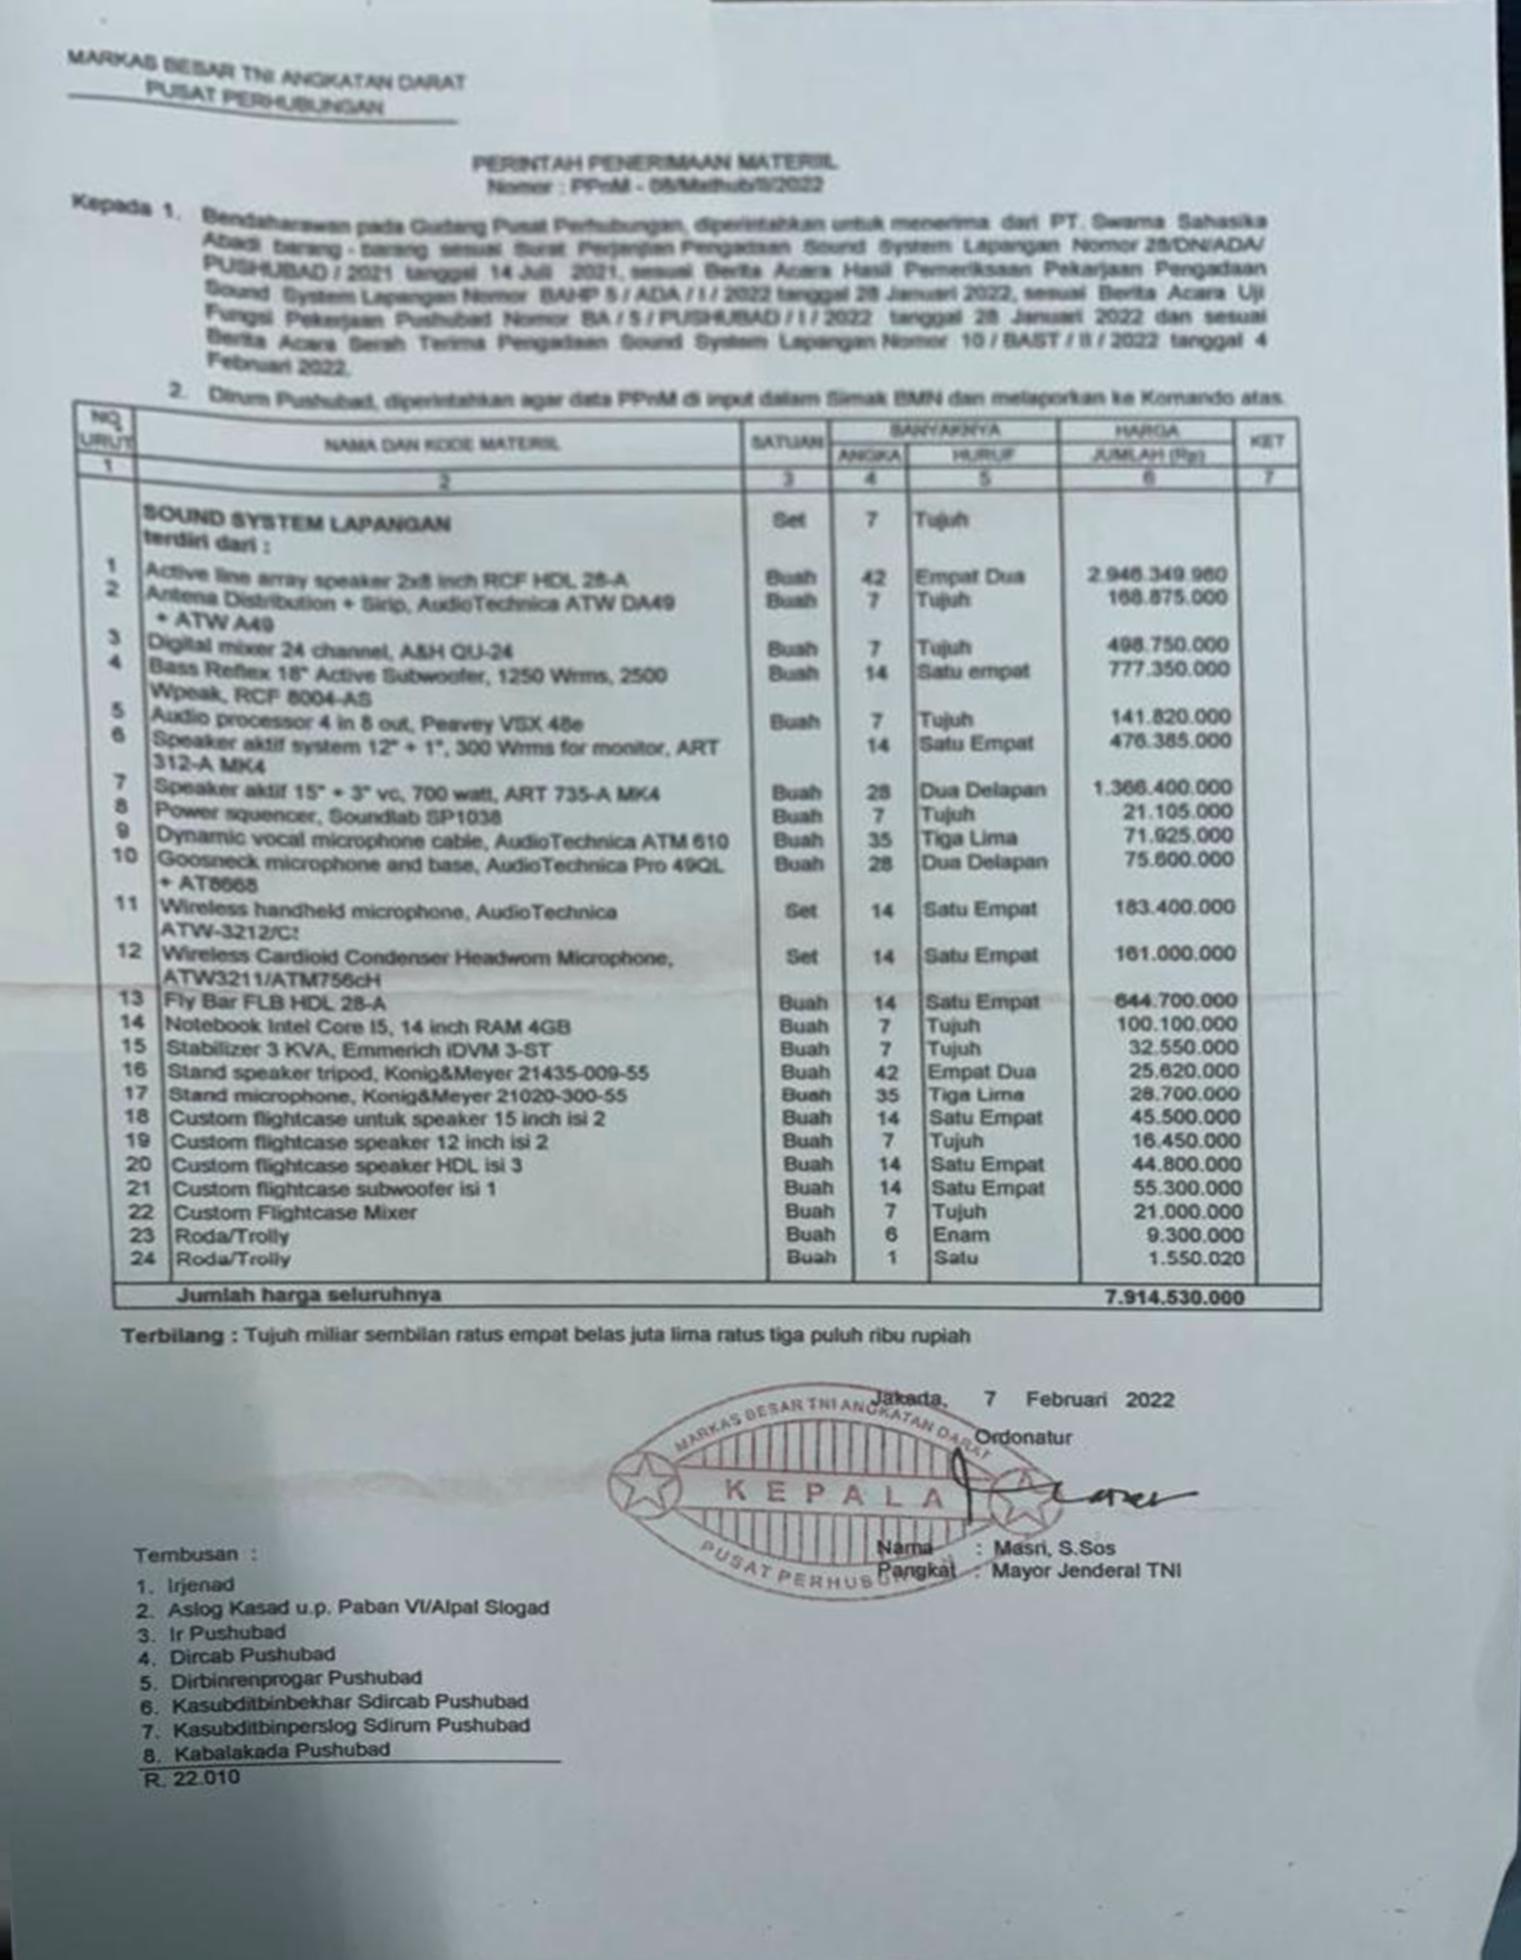 MARKAS BESAR TNI ANGKATAN DARAT
PUSAT PERHUBUNGAN
PERINTAH PENERIMAAN MATERIIL
Nomor : PPnM - 08/Mathub/II/2022
Kepada 1. Bendaharawan pada Gudang Pusat Perhubungan, diperintahkan untuk menerima dari PT. Swarna Sahasika
Abadi barang - barang sesuai Surat Perjanjian Pengadaan Sound System Lapangan Nomor 28/DN/ADA/
PUSHUBAD / 2021 tanggal 14 Juli 2021, sesuai Berita Acara Hasil Pemeriksaan Pekarjaan Pengadaan
Sound System Lapangan Nomor BAHP 5 / ADA / I / 2022 tanggal 28 Januari 2022, sesuai Berita Acara Uji
Fungsi Pekerjaan Pushubad Nomor BA / 5 / PUSHUBAD / I / 2022 tanggal 28 Januari 2022 dan sesuai
Berita Acara Serah Terima Pengadaan Sound System Lapangan Nomor 10 / BAST / II / 2022 tanggal 4
Februari 2022.
2. Dirum Pushubad, diperintahkan agar data PPnM di input dalam Simak BMN dan melaporkan ke Komando atas.
NO URUT NAMA DAN KODE MATERIIL SATUAN BANYAKNYA HARGA KET
ANGKA HURUF JUMLAH (Rp)
1 2 3 4 5 6 7
SOUND SYSTEM LAPANGAN Set 7 Tujuh
terdiri dari :
1 Active line array speaker 2x8 inch RCF HDL 28-A Buah 42 Empat Dua 2.946.349.980
2 Antena Distribution + Sirip, AudioTechnica ATW DA49 Buah 7 Tujuh 168.875.000
+ ATW A49
3 Digital mixer 24 channel, A&H QU-24 Buah 7 Tujuh 498.750.000
4 Bass Reflex 18" Active Subwoofer, 1250 Wrms, 2500 Buah 14 Satu empat 777.350.000
Wpeak, RCF 8004-AS
5 Audio processor 4 in 8 out, Peavey VSX 48e Buah 7 Tujuh 141.820.000
6 Speaker aktif system 12" + 1", 300 Wrms for monitor, ART 14 Satu Empat 476.385.000
312-A MK4
7 Speaker aktif 15" + 3" vc, 700 watt, ART 735-A MK4 Buah 28 Dua Delapan 1.366.400.000
8 Power squencer, Soundlab SP1038 Buah 7 Tujuh 21.105.000
9 Dynamic vocal microphone cable, AudioTechnica ATM 610 Buah 35 Tiga Lima 71.925.000
10 Goosneck microphone and base, AudioTechnica Pro 49QL Buah 28 Dua Delapan 75.600.000
+ AT8668
11 Wireless handheld microphone, AudioTechnica Set 14 Satu Empat 183.400.000
ATW-3212/C:
12 Wireless Cardioid Condenser Headworn Microphone, Set 14 Satu Empat 161.000.000
ATW3211/ATM756cH
13 Fly Bar FLB HDL 28-A Buah 14 Satu Empat 644.700.000
14 Notebook Intel Core I5, 14 inch RAM 4GB Buah 7 Tujuh 100.100.000
15 Stabilizer 3 KVA, Emmerich iDVM 3-ST Buah 7 Tujuh 32.550.000
16 Stand speaker tripod, Konig&Meyer 21435-009-55 Buah 42 Empat Dua 25.620.000
17 Stand microphone, Konig&Meyer 21020-300-55 Buah 35 Tiga Lima 28.700.000
18 Custom flightcase untuk speaker 15 inch isi 2 Buah 14 Satu Empat 45.500.000
19 Custom flightcase speaker 12 inch isi 2 Buah 7 Tujuh 16.450.000
20 Custom flightcase speaker HDL isi 3 Buah 14 Satu Empat 44.800.000
21 Custom flightcase subwoofer isi 1 Buah 14 Satu Empat 55.300.000
22 Custom Flightcase Mixer Buah 7 Tujuh 21.000.000
23 Roda/Trolly Buah 6 Enam 9.300.000
24 Roda/Trolly Buah 1 Satu 1.550.020
Jumlah harga seluruhnya 7.914.530.000
Terbilang : Tujuh miliar sembilan ratus empat belas juta lima ratus tiga puluh ribu rupiah
Jakarta, 7 Februari 2022
Ordonatur
MARKAS BESAR TNI ANGKATAN DARAT
KEPALA
PUSAT PERHUBUNGAN
Nama : Masri, S.Sos
Pangkat : Mayor Jenderal TNI
Tembusan :
1. Irjenad
2. Aslog Kasad u.p. Paban VI/Alpal Slogad
3. Ir Pushubad
4. Dircab Pushubad
5. Dirbinrenprogar Pushubad
6. Kasubditbinbekhar Sdircab Pushubad
7. Kasubditbinperslog Sdirum Pushubad
8. Kabalakada Pushubad
R. 22.010